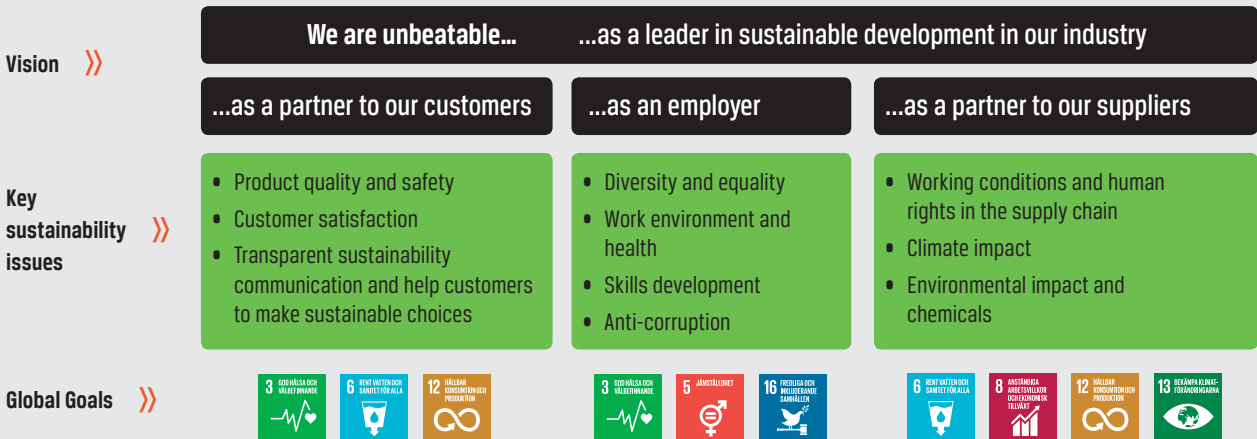 We are unbeatable... ...as a leader in sustainable development in our industry
Vision
...as a partner to our customers
...as an employer
...as a partner to our suppliers
Key
sustainability
issues
• Product quality and safety
• Customer satisfaction
• Transparent sustainability
communication and help customers
to make sustainable choices
• Diversity and equality
• Work environment and
health
• Skills development
• Anti-corruption
• Working conditions and human
rights in the supply chain
• Climate impact
• Environmental impact and
chemicals
Global Goals
3 GOD HÄLSA OCH
VÄLBEFINNANDE
6 RENT VATTEN OCH
SANITET FÖR ALLA
12 HÅLLBAR
KONSUMTION OCH
PRODUKTION
3 GOD HÄLSA OCH
VÄLBEFINNANDE
5 JÄMSTÄLLDHET
16 FREDLIGA OCH
INKLUDERANDE
SAMHÄLLEN
6 RENT VATTEN OCH
SANITET FÖR ALLA
8 ANSTÄNDIGA
ARBETSVILLKOR
OCH EKONOMISK
TILLVÄXT
12 HÅLLBAR
KONSUMTION OCH
PRODUKTION
13 BEKÄMPA KLIMAT-
FÖRÄNDRINGARNA